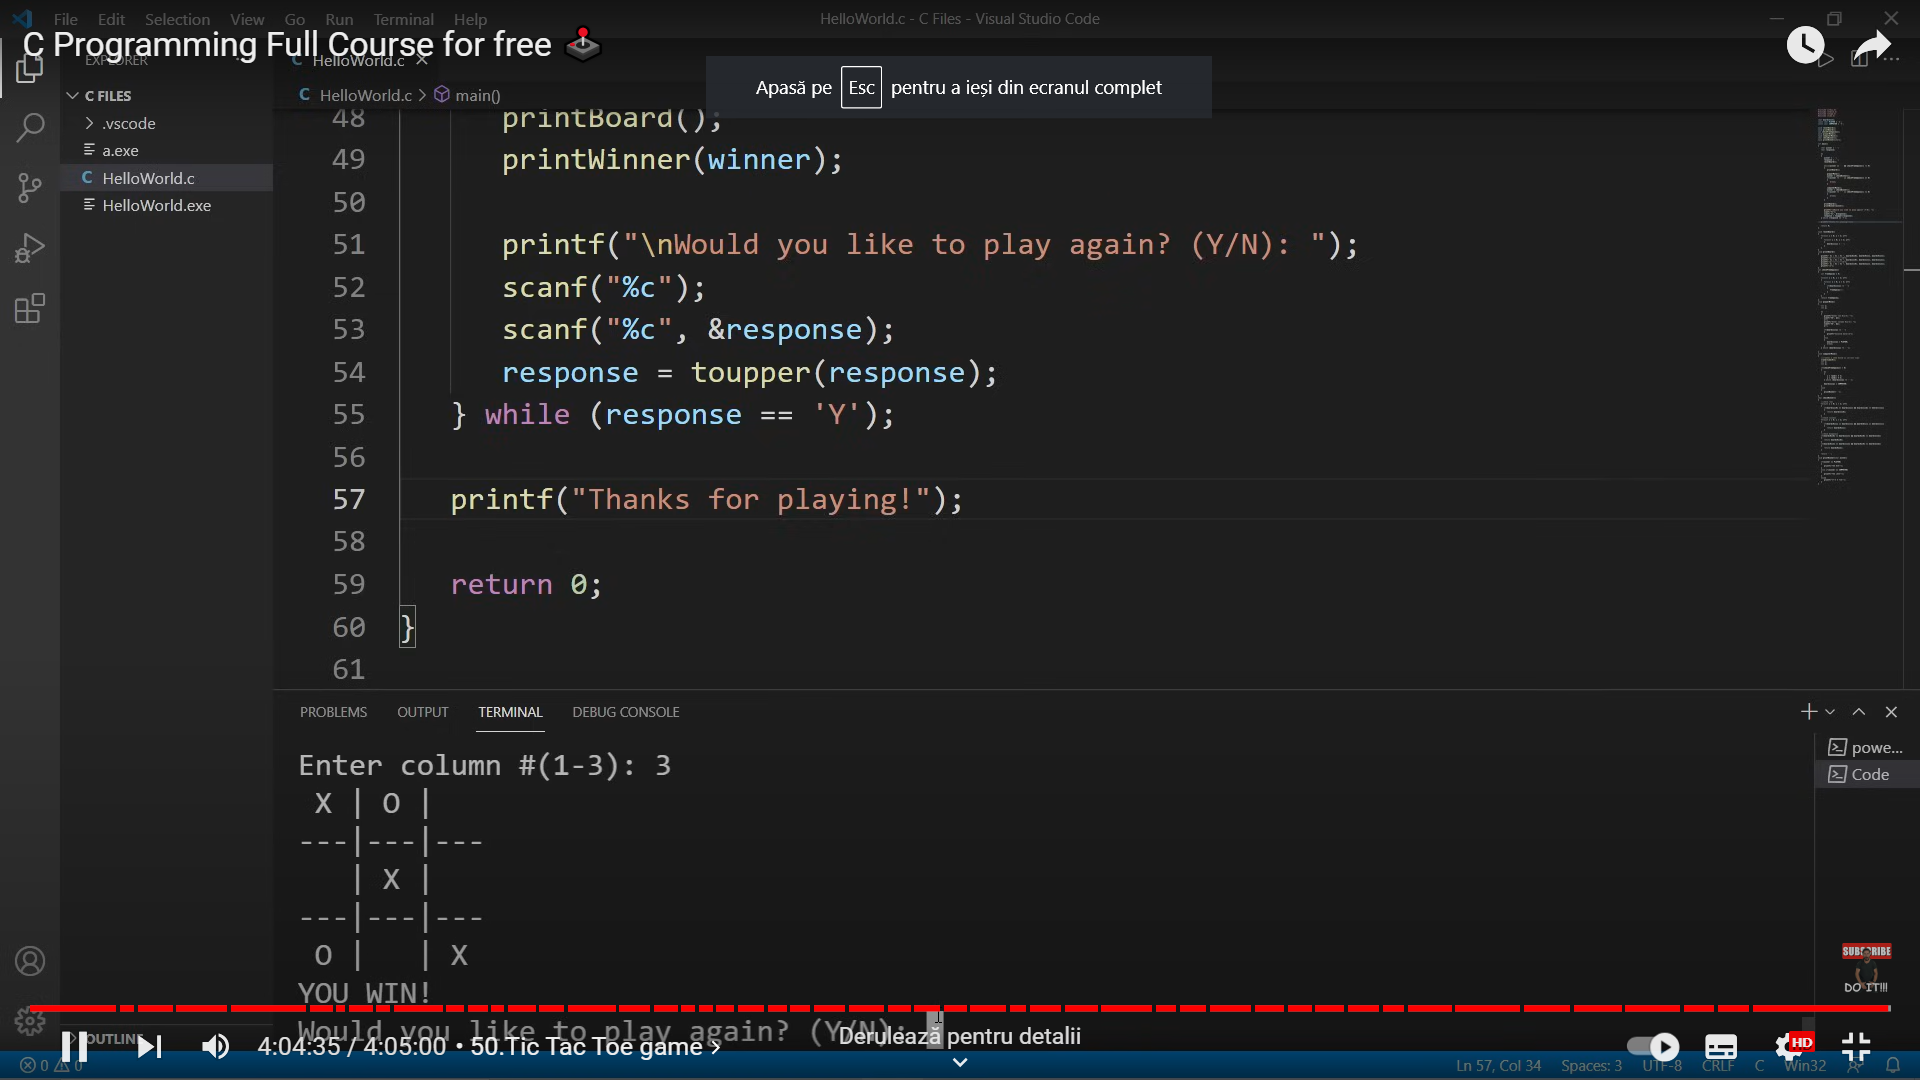 File Edit Selection View Go Run Terminal Help
HelloWorld.c - C Files - Visual Studio Code
C Programming Full Course for free
EXPLORER
HelloWorld.c
Apasă pe Esc pentru a ieși din ecranul complet
C FILES
C HelloWorld.c > main()
.vscode
a.exe
C HelloWorld.c
HelloWorld.exe
48 printBoard();
49 printWinner(winner);
50
51 printf("\nWould you like to play again? (Y/N): ");
52 scanf("%c");
53 scanf("%c", &response);
54 response = toupper(response);
55 } while (response == 'Y');
56
57 printf("Thanks for playing!");
58
59 return 0;
60 }
61
PROBLEMS OUTPUT TERMINAL DEBUG CONSOLE
powe...
Code
Enter column #(1-3): 3
X | O |
---|---|---
| X |
---|---|---
O | | X
YOU WIN!
Would you like to play again? (Y/N):
SUBSCRIBE
DO IT!!!
OUTLINE
4:04:35 / 4:05:00 • 50.Tic Tac Toe game >
Derulează pentru detalii
HD
0 0
Ln 57, Col 34 Spaces: 3 UTF-8 CRLF C Win32